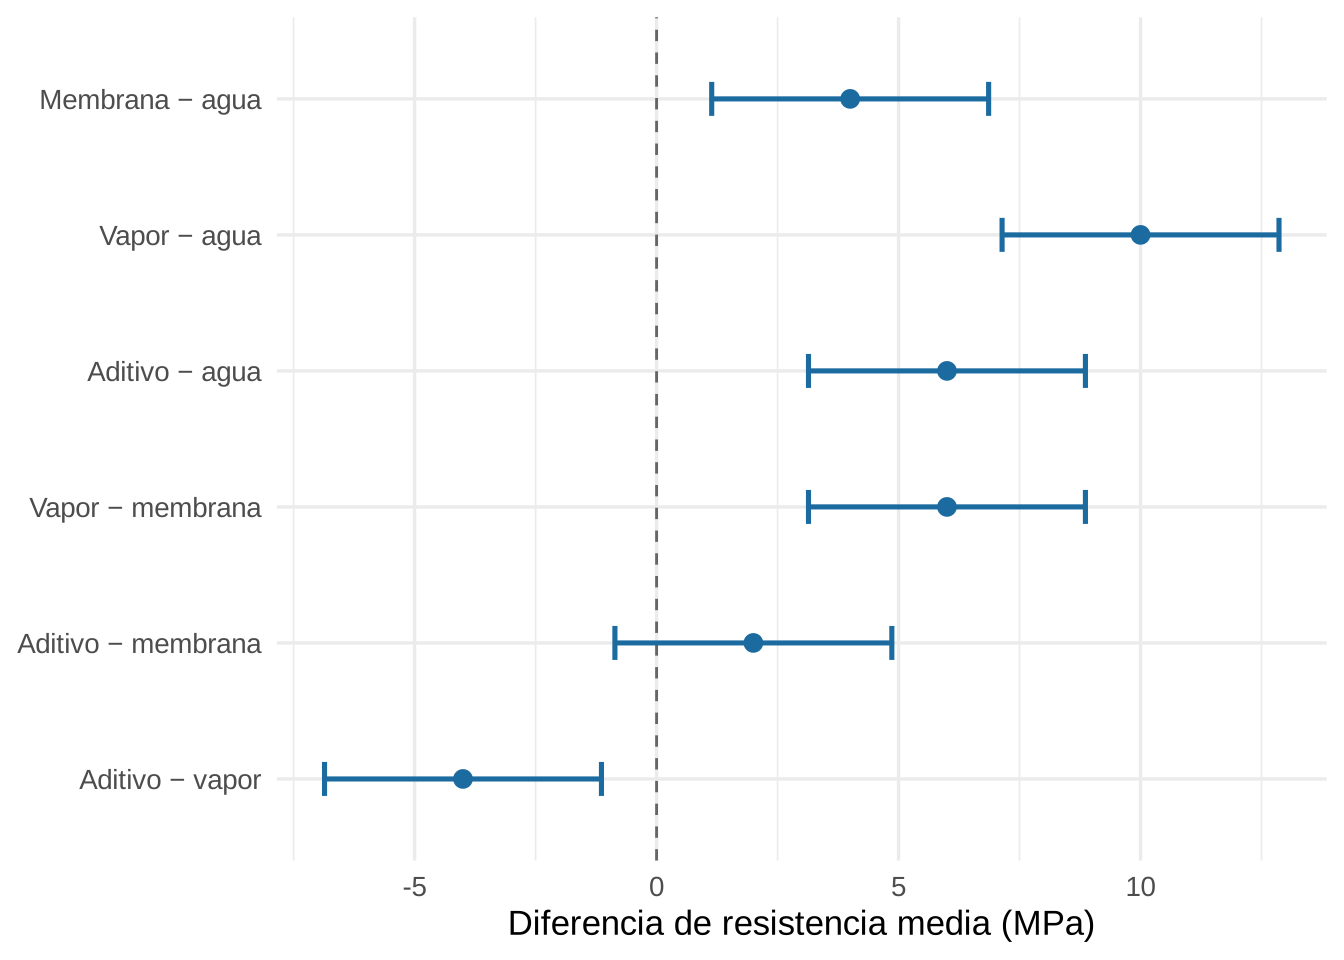 Membrana − agua
Vapor − agua
Aditivo − agua
Vapor − membrana
Aditivo − membrana
Aditivo − vapor
-5 0 5 10
Diferencia de resistencia media (MPa)